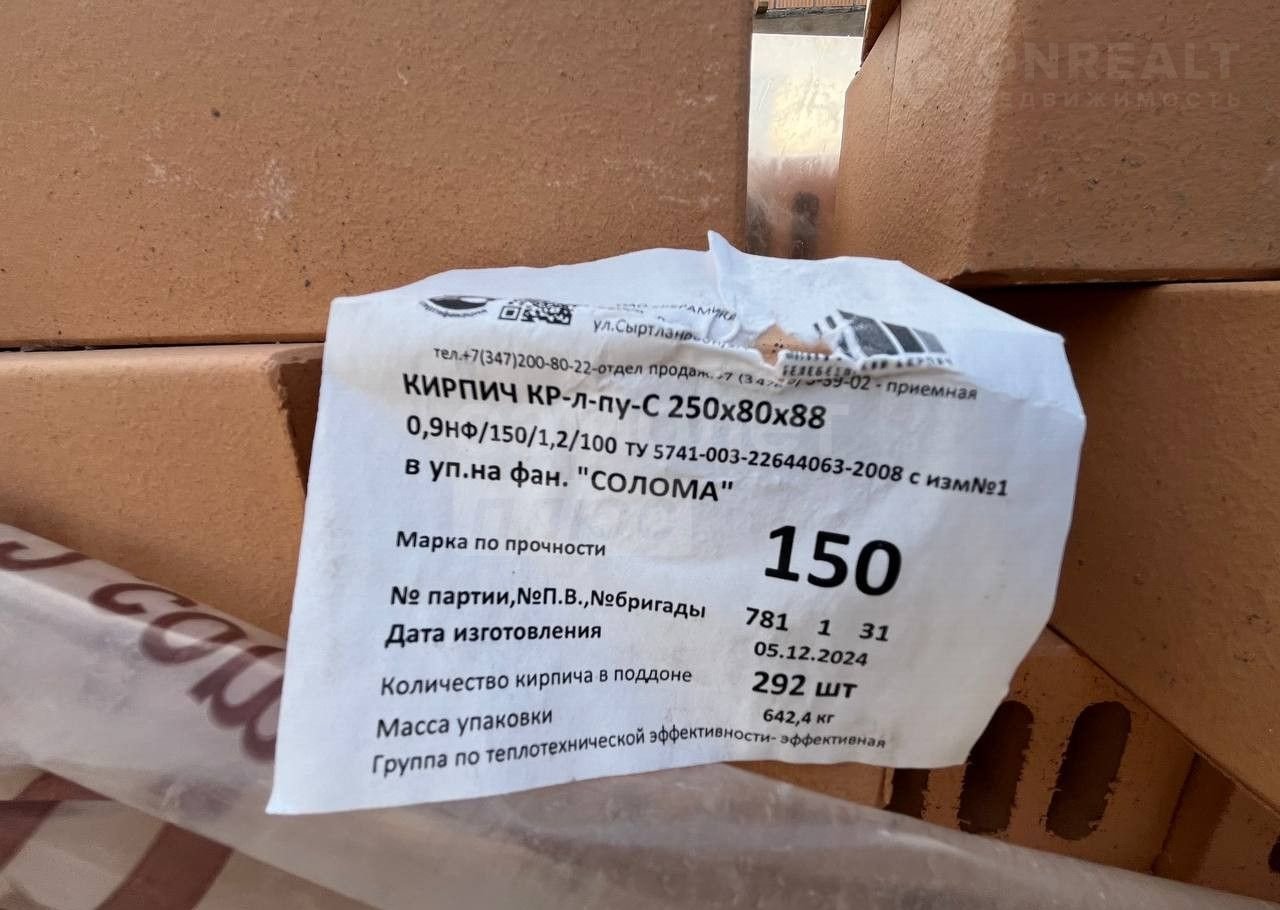 ONREALT
НЕДВИЖИМОСТЬ
ул.Сыртлановой
тел.+7(347)200-80-22-отдел продаж, 9-02 - приемная
КИРПИЧ КР-л-пу-С 250х80х88
0,9НФ/150/1,2/100 ТУ 5741-003-22644063-2008 с изм№1
в уп.на фан. "СОЛОМА"
Марка по прочности 150
№ партии,№П.В.,№бригады 781 1 31
Дата изготовления 05.12.2024
Количество кирпича в поддоне 292 шт
Масса упаковки 642,4 кг
Группа по теплотехнической эффективности- эффективная